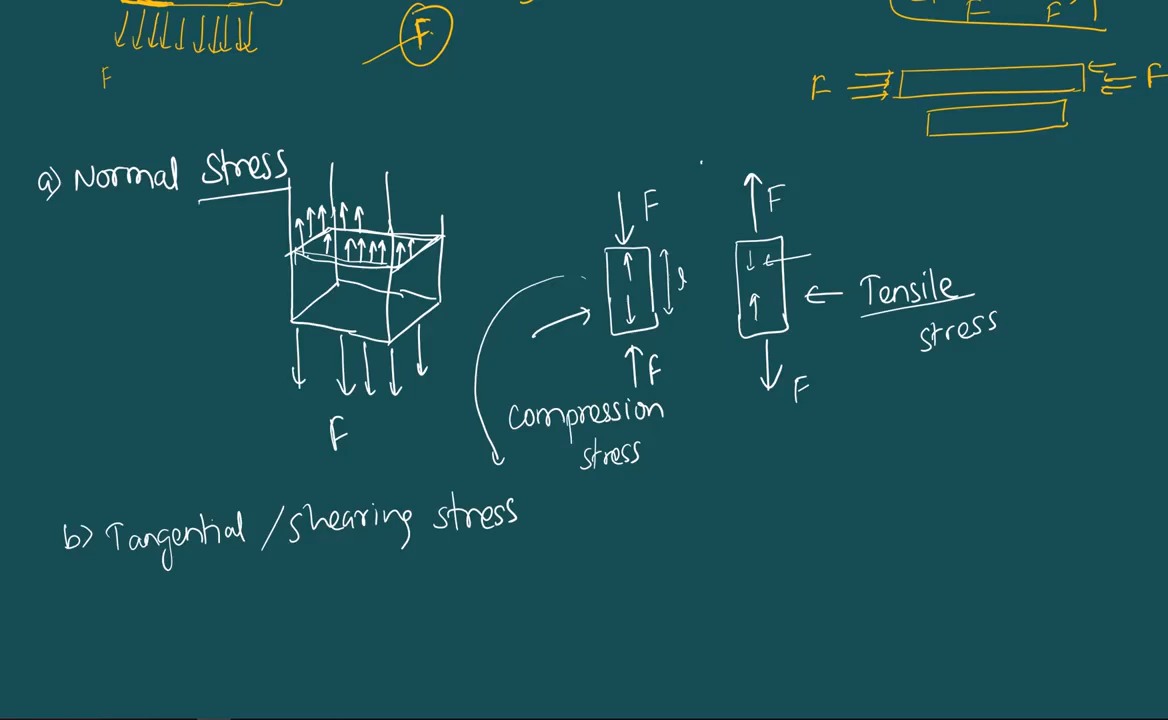 F F
F
F
F F
a) Normal Stress
F F
l
← Tensile
stress
F
F
F
compression
stress
b) Tangential /shearing stress